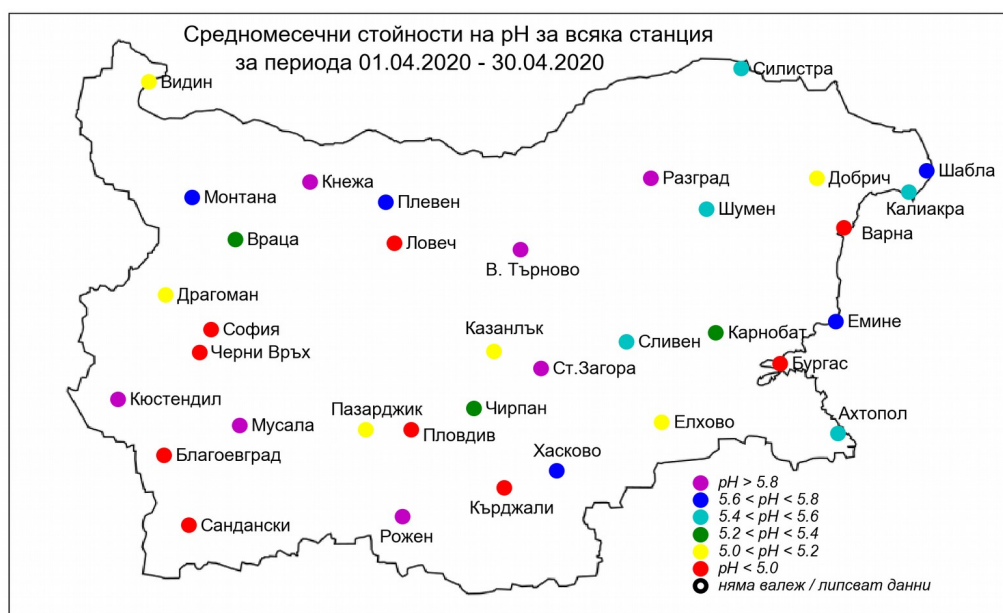 Средномесечни стойности на pH за всяка станция
за периода 01.04.2020 - 30.04.2020
Силистра
Видин
Шабла
Кнежа
Разград
Добрич
Монтана
Плевен
Шумен
Калиакра
Варна
Враца
Ловеч
В. Търново
Драгоман
Емине
София
Казанлък
Карнобат
Сливен
Черни Връх
Бургас
Ст.Загора
Кюстендил
Пазарджик
Чирпан
Ахтопол
Мусала
Пловдив
Елхово
Хасково
Благоевград
Кърджали
Сандански
Рожен
pH > 5.8
5.6 < pH < 5.8
5.4 < pH < 5.6
5.2 < pH < 5.4
5.0 < pH < 5.2
pH < 5.0
няма валеж / липсват данни